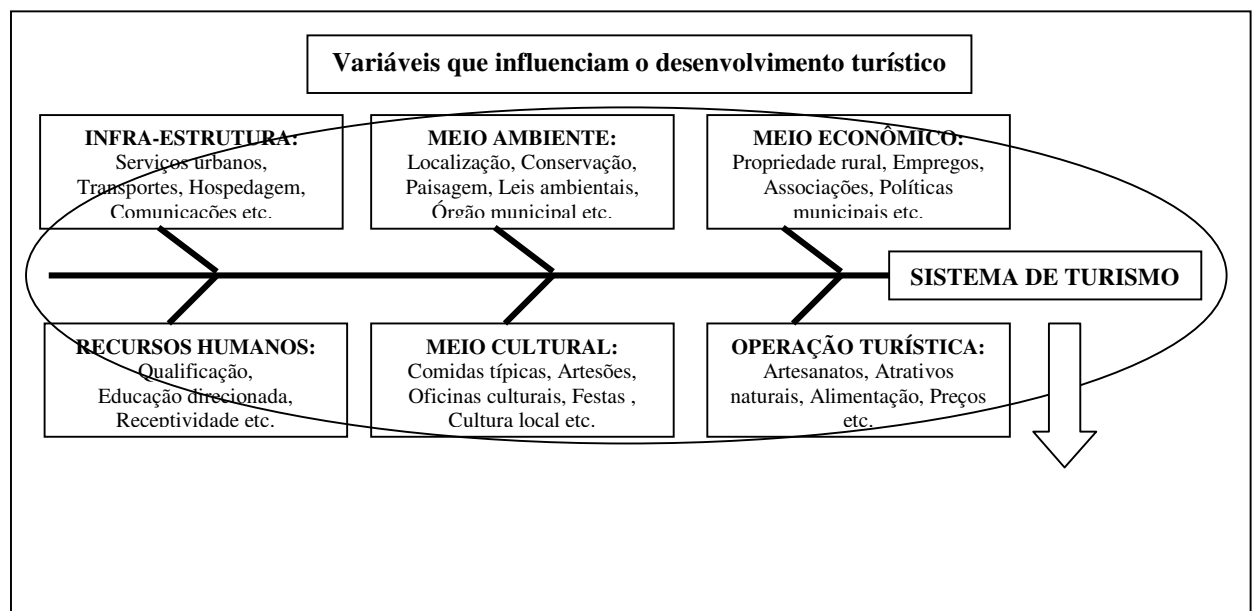 Variáveis que influenciam o desenvolvimento turístico
INFRA-ESTRUTURA:
Serviços urbanos,
Transportes, Hospedagem,
Comunicações etc.
MEIO AMBIENTE:
Localização, Conservação,
Paisagem, Leis ambientais,
Órgão municipal etc.
MEIO ECONÔMICO:
Propriedade rural, Empregos,
Associações, Políticas
municipais etc.
SISTEMA DE TURISMO
RECURSOS HUMANOS:
Qualificação,
Educação direcionada,
Receptividade etc.
MEIO CULTURAL:
Comidas típicas, Artesões,
Oficinas culturais, Festas ,
Cultura local etc.
OPERAÇÃO TURÍSTICA:
Artesanatos, Atrativos
naturais, Alimentação, Preços
etc.